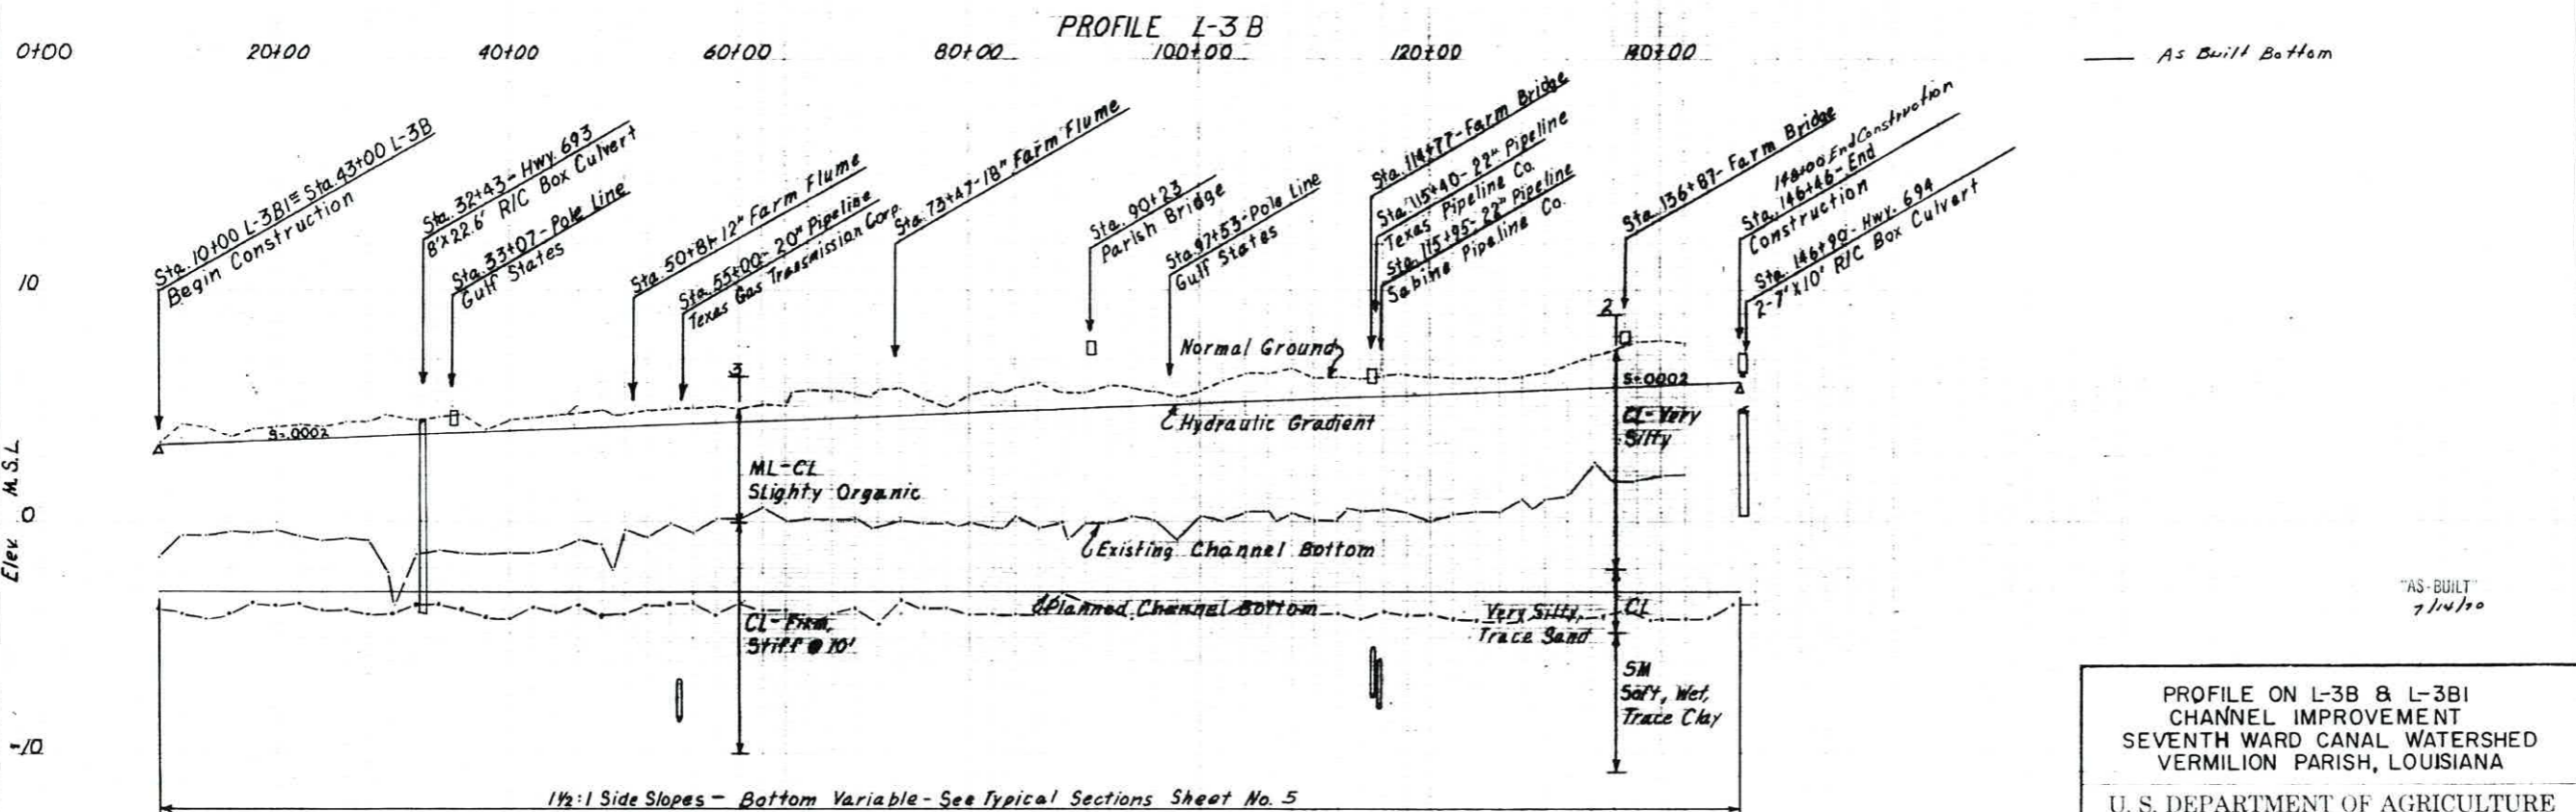 PROFILE L-3B
0+00 20+00 40+00 60+00 80+00 100+00 120+00 140+00
As Built Bottom
Sta. 10+00 L-3B1 = Sta. 43+00 L-3B
Begin Construction
Sta. 32+43 - Hwy. 693
8'x22.6' R/C Box Culvert
Sta. 33+07 - Pole Line
Gulf States
Sta. 50+81- 12" Farm Flume
Sta. 55+00 - 20" Pipeline
Texas Gas Transmission Corp.
Sta. 73+47 - 18" Farm Flume
Sta. 90+23
Parish Bridge
Sta. 97+53 - Pole Line
Gulf States
Sta. 114+77 - Farm Bridge
Sta. 115+40 - 22" Pipeline
Texas Pipeline Co.
Sta. 115+95 - 22" Pipeline
Sabine Pipeline Co.
Sta. 136+87 - Farm Bridge
148+00 End Construction
Sta. 146+46 - End
Construction
Sta. 146+90 - Hwy. 694
2-7'x10' R/C Box Culvert
10
0
-10
Elev. M.S.L
3
2
Normal Ground
S=.0002
S=.0002
Hydraulic Gradient
CL-Very
Silty
ML-CL
Slighty Organic
Existing Channel Bottom
Planned Channel Bottom
CL-Firm,
Stiff @ 10'
Very Silty,
Trace Sand
CL
SM
Soft, Wet,
Trace Clay
1½:1 Side Slopes - Bottom Variable - See Typical Sections Sheet No. 5
"AS-BUILT"
7/14/70
PROFILE ON L-3B & L-3B1
CHANNEL IMPROVEMENT
SEVENTH WARD CANAL WATERSHED
VERMILION PARISH, LOUISIANA
U. S. DEPARTMENT OF AGRICULTURE